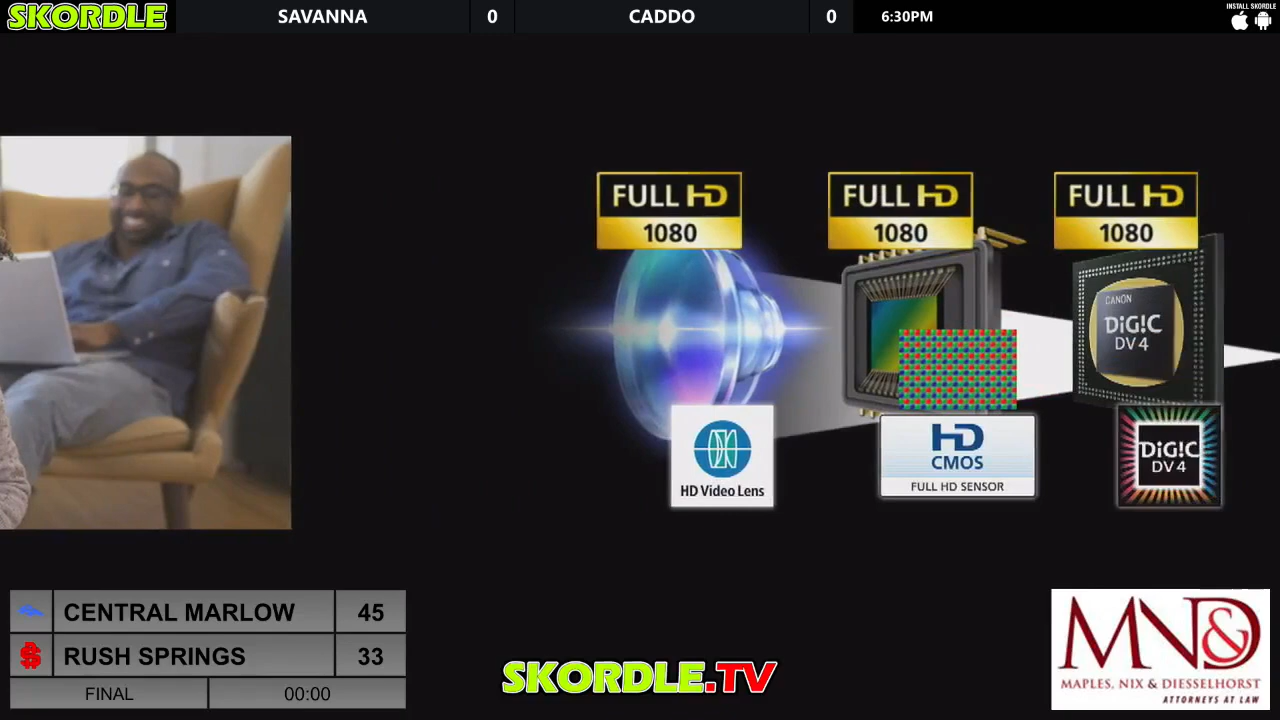 SKORDLE
SAVANNA
0
CADDO
0
6:30PM
INSTALL SKORDLE
FULL HD
1080
FULL HD
1080
FULL HD
1080
CANON
DiG!C
DV 4
HD Video Lens
HD
CMOS
FULL HD SENSOR
DiG!C
DV 4
CENTRAL MARLOW
45
RUSH SPRINGS
33
FINAL
00:00
SKORDLE.TV
MN&D
MAPLES, NIX & DIESSELHORST
ATTORNEYS AT LAW